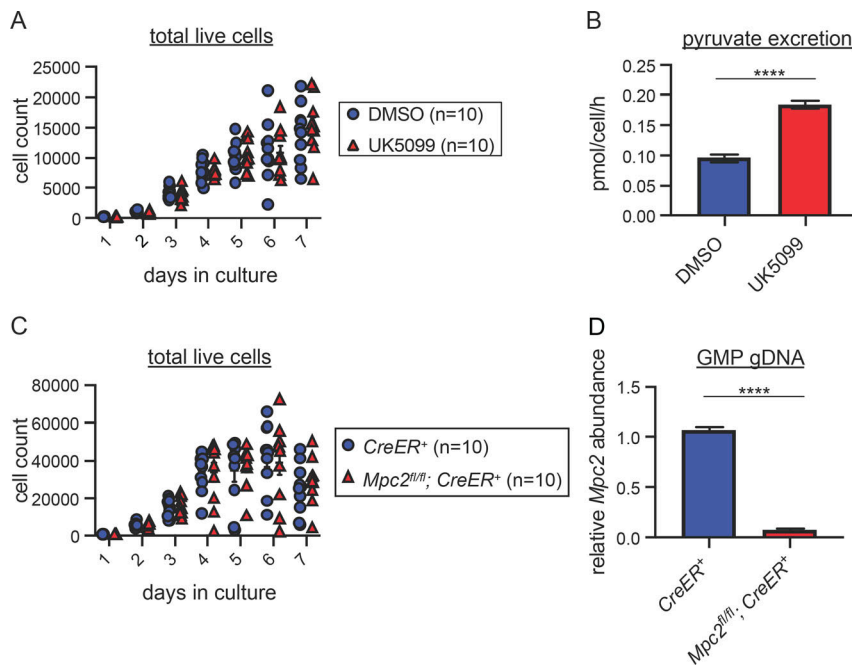 A
total live cells
cell count
25000
20000
15000
10000
5000
0
1 2 3 4 5 6 7
days in culture
DMSO (n=10)
UK5099 (n=10)
B
pyruvate excretion
pmol/cell/h
0.25
0.20
0.15
0.10
0.05
0.00
****
DMSO
UK5099
C
total live cells
cell count
80000
60000
40000
20000
0
1 2 3 4 5 6 7
days in culture
CreER⁺ (n=10)
Mpc2ᶠˡ/ᶠˡ; CreER⁺ (n=10)
D
GMP gDNA
relative Mpc2 abundance
1.5
1.0
0.5
0.0
****
CreER⁺
Mpc2ᶠˡ/ᶠˡ; CreER⁺